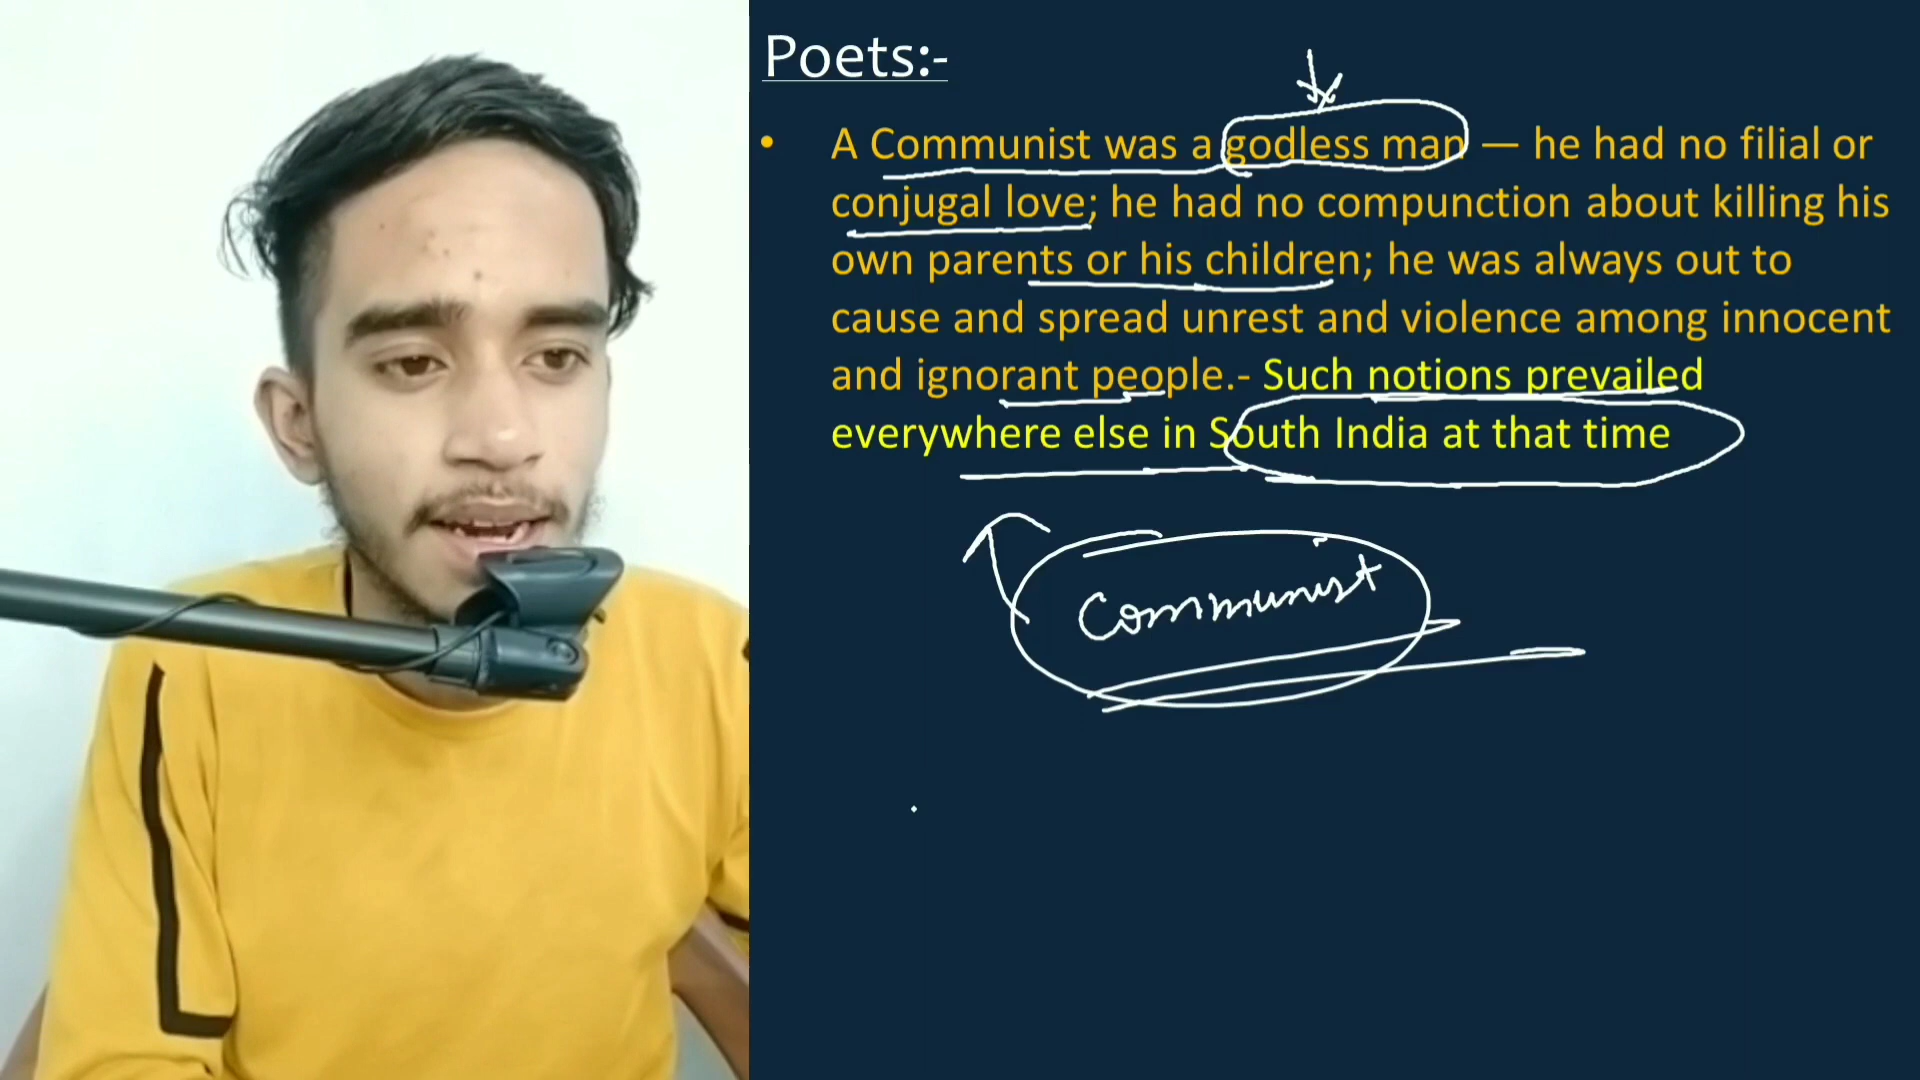 Poets:-
• A Communist was a godless man — he had no filial or
conjugal love; he had no compunction about killing his
own parents or his children; he was always out to
cause and spread unrest and violence among innocent
and ignorant people.- Such notions prevailed
everywhere else in South India at that time
Communist